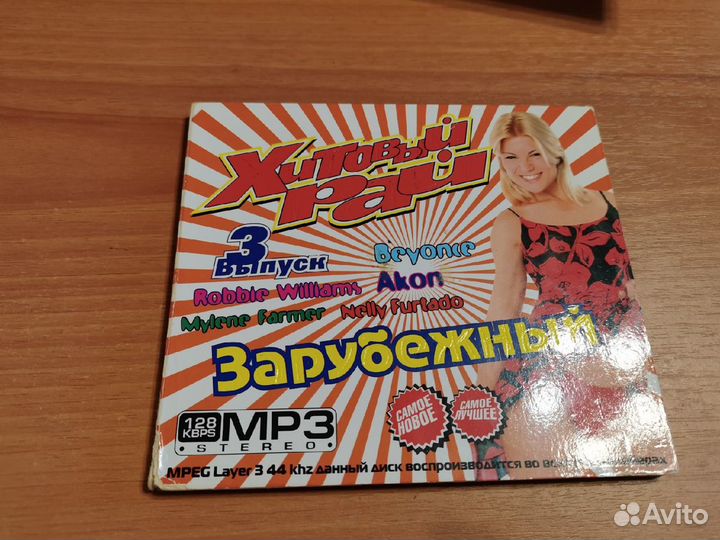 Хитовый
рай
3
выпуск
Beyonce
Robbie Williams
Akon
Mylene Farmer
Nelly Furtado
Зарубежный
128
KBPS
MP3
STEREO
САМОЕ
НОВОЕ
САМОЕ
ЛУЧШЕЕ
MPEG Layer 3 44 khz данный диск воспроизводится во
Avito